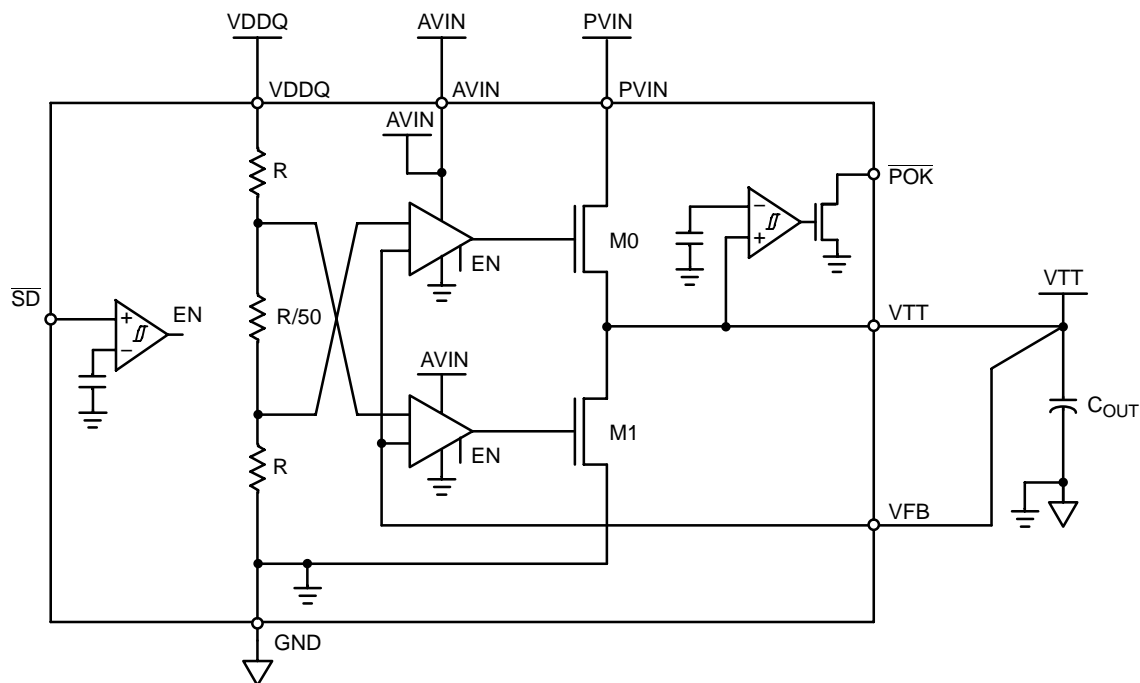 VDDQ
AVIN
PVIN
VDDQ
AVIN
PVIN
AVIN
R
POK
−
+
M0
EN
VTT
SD
EN
+
−
R/50
VTT
AVIN
COUT
M1
R
EN
VFB
GND